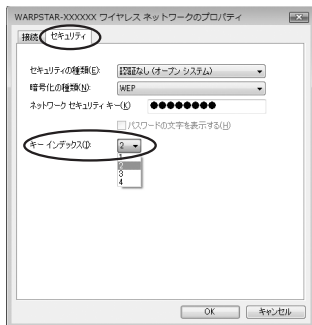 WARPSTAR-XXXXXX ワイヤレス ネットワークのプロパティ
接続 セキュリティ
セキュリティの種類(E): 認証なし (オープン システム)
暗号化の種類(N): WEP
ネットワーク セキュリティ キー(K) ●●●●●●●●
パスワードの文字を表示する(H)
キー インデックス(I): 2
1
2
3
4
OK キャンセル